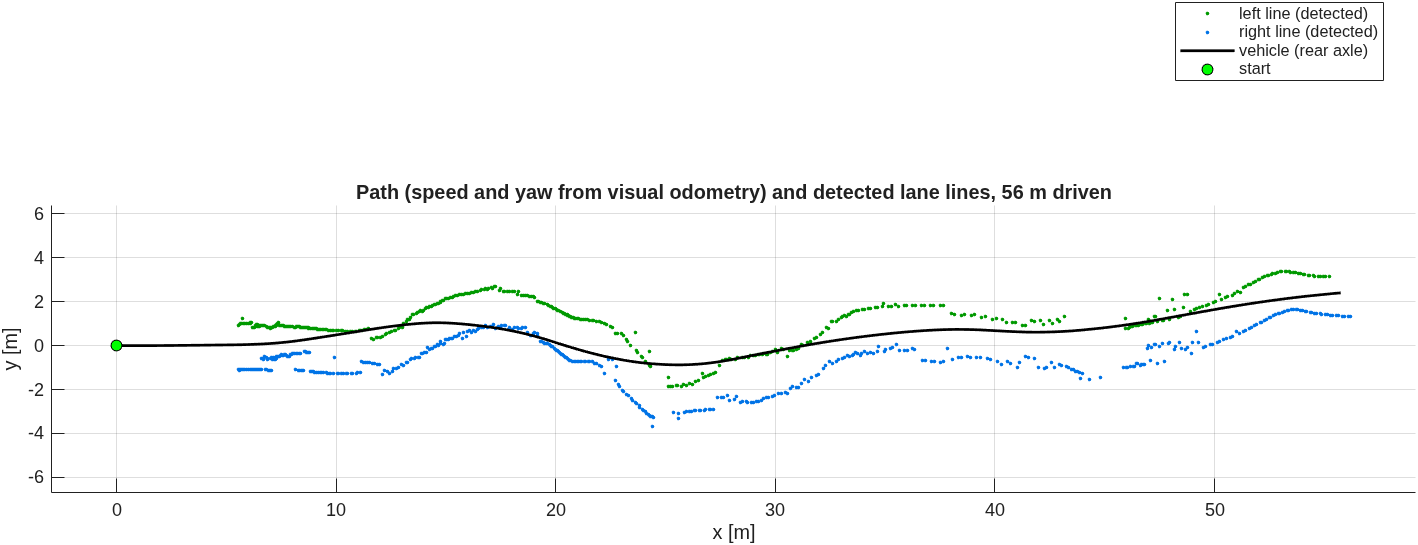 left line (detected)
right line (detected)
vehicle (rear axle)
start
Path (speed and yaw from visual odometry) and detected lane lines, 56 m driven
y [m]
6
4
2
0
-2
-4
-6
0 10 20 30 40 50
x [m]